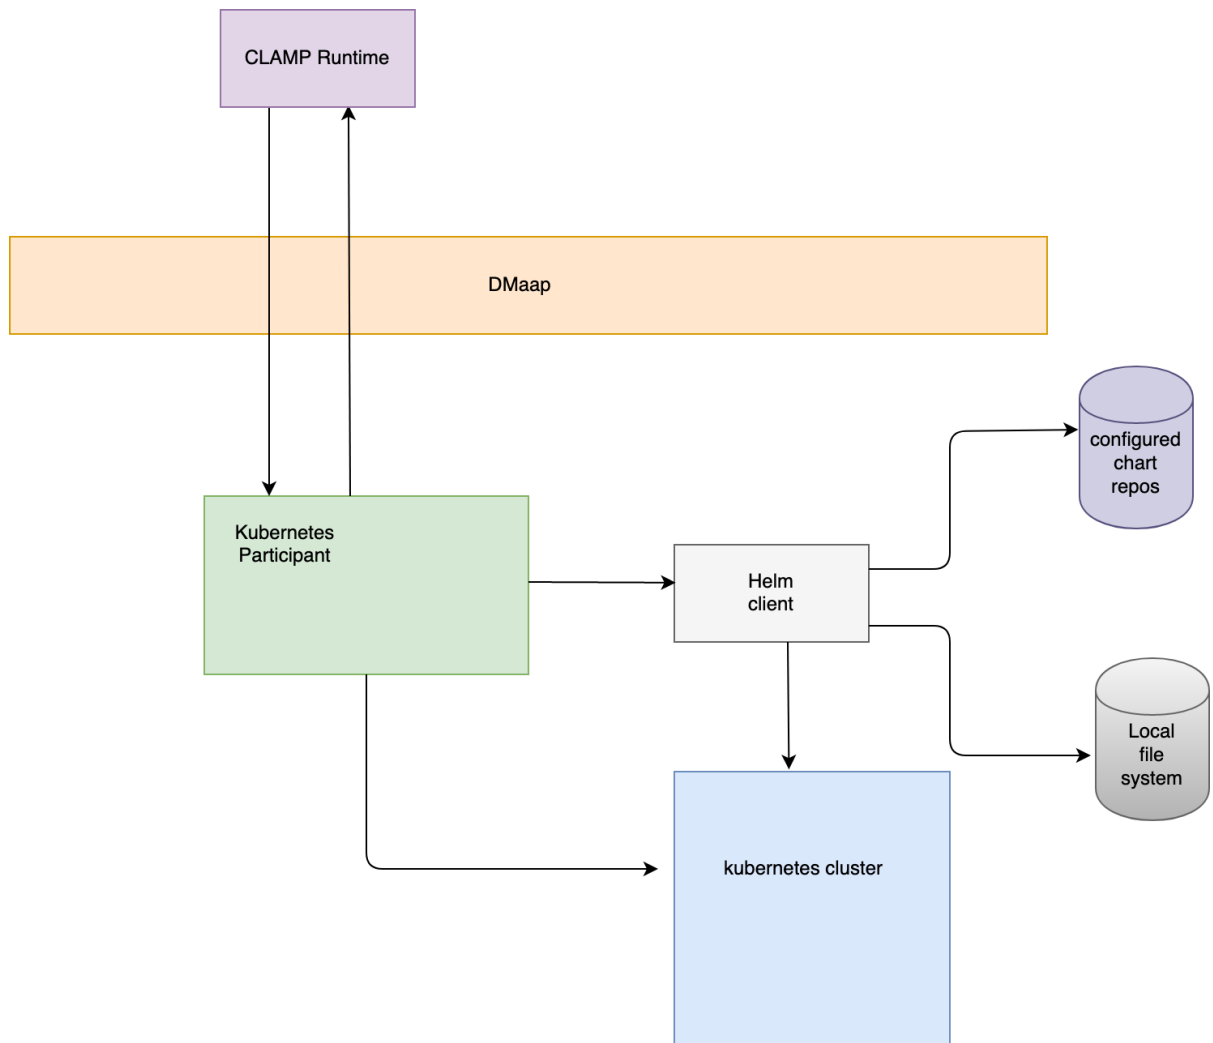 CLAMP Runtime
DMaap
configured
chart
repos
Kubernetes
Participant
Helm
client
Local
file
system
kubernetes cluster